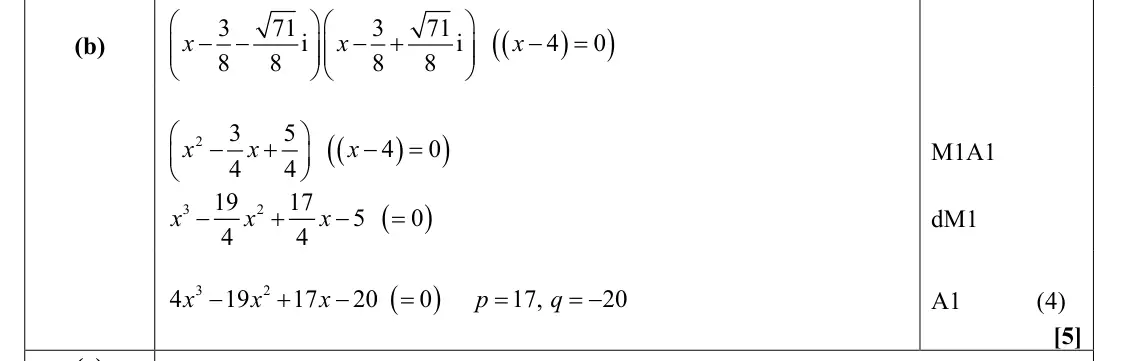 (b) (x − 3/8 − √71/8 i)(x − 3/8 + √71/8 i) ((x − 4) = 0)
(x² − 3/4 x + 5/4) ((x − 4) = 0) M1A1
x³ − 19/4 x² + 17/4 x − 5 (= 0) dM1
4x³ − 19x² + 17x − 20 (= 0) p = 17, q = −20 A1 (4)
[5]